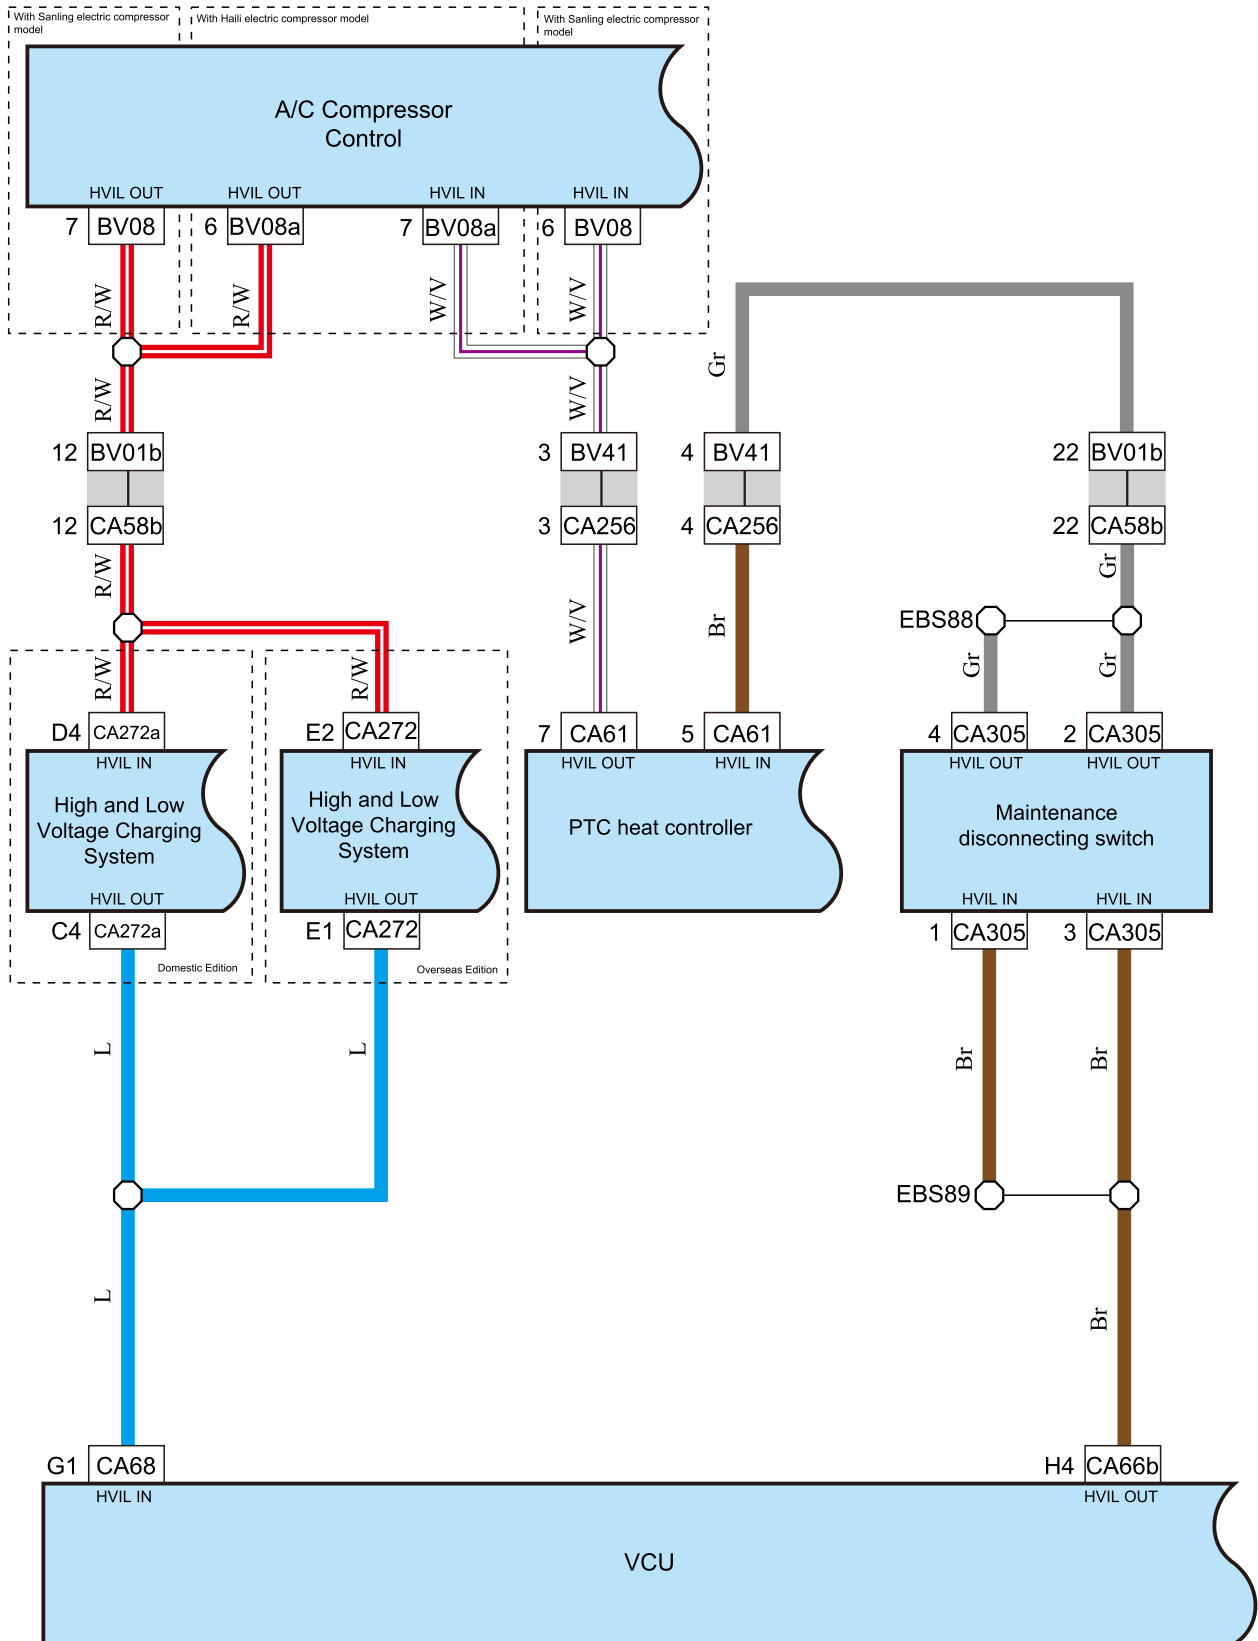 With Sanling electric compressor
model
With Haili electric compressor model
With Sanling electric compressor
model
A/C Compressor
Control
HVIL OUT
HVIL OUT
HVIL IN
HVIL IN
7 BV08
6 BV08a
7 BV08a
6 BV08
R/W
R/W
W/V
W/V
R/W
W/V
Gr
12 BV01b
3 BV41
4 BV41
22 BV01b
12 CA58b
3 CA256
4 CA256
22 CA58b
R/W
W/V
Br
Gr
EBS88
R/W
R/W
Gr
Gr
D4 CA272a
E2 CA272
7 CA61
5 CA61
4 CA305
2 CA305
HVIL IN
HVIL IN
HVIL OUT
HVIL IN
HVIL OUT
HVIL OUT
High and Low
Voltage Charging
System
High and Low
Voltage Charging
System
PTC heat controller
Maintenance
disconnecting switch
HVIL OUT
HVIL OUT
HVIL IN
HVIL IN
C4 CA272a
E1 CA272
1 CA305
3 CA305
Domestic Edition
Overseas Edition
L
L
Br
Br
EBS89
L
Br
G1 CA68
H4 CA66b
HVIL IN
HVIL OUT
VCU